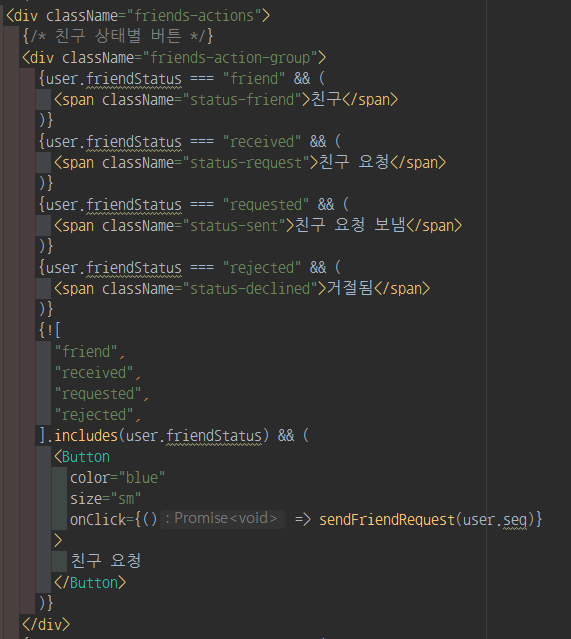 <div className="friends-actions">
{/* 친구 상태별 버튼 */}
<div className="friends-action-group">
{user.friendStatus === "friend" && (
<span className="status-friend">친구</span>
)}
{user.friendStatus === "received" && (
<span className="status-request">친구 요청</span>
)}
{user.friendStatus === "requested" && (
<span className="status-sent">친구 요청 보냄</span>
)}
{user.friendStatus === "rejected" && (
<span className="status-declined">거절됨</span>
)}
{![
"friend",
"received",
"requested",
"rejected",
].includes(user.friendStatus) && (
<Button
color="blue"
size="sm"
onClick={() : Promise<void> => sendFriendRequest(user.seq)}
>
친구 요청
</Button>
)}
</div>